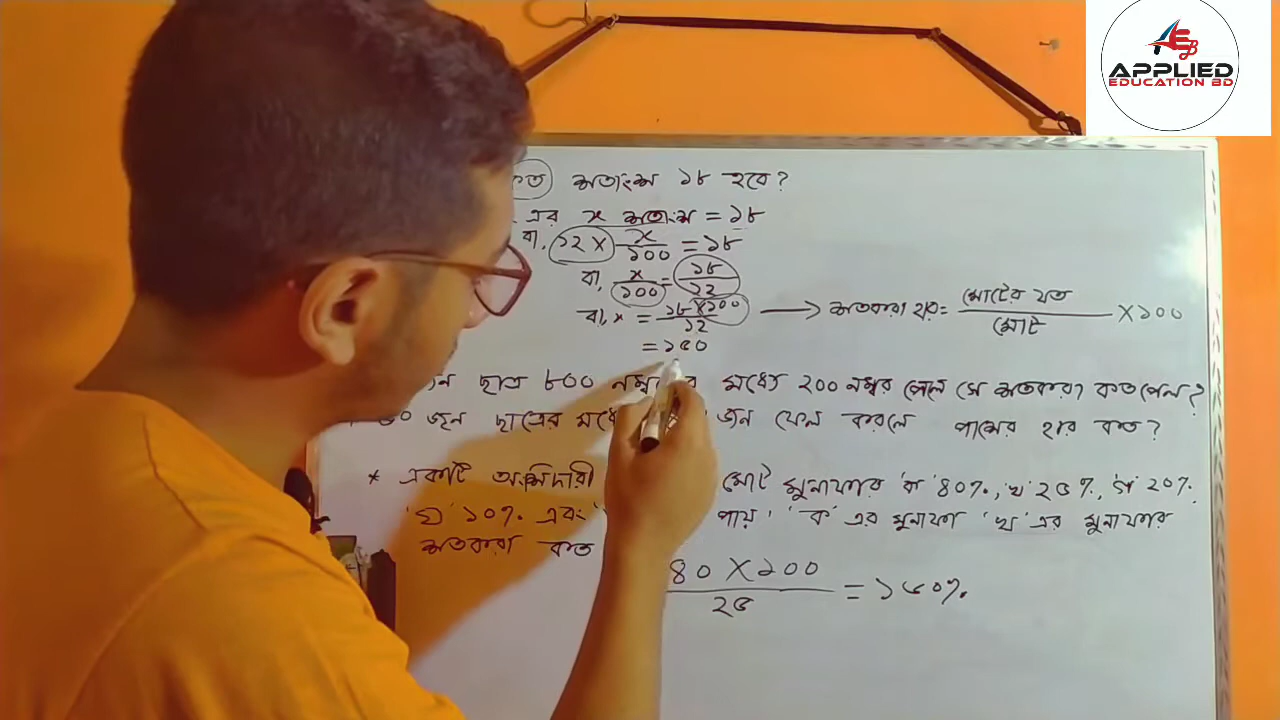 APPLIED
EDUCATION BD
কত শতাংশ ১৮ হবে?
এর x শতাংশ = ১৮
বা, ১২ X x/১০০ = ১৮
বা, x/১০০ = ১৮/১২
বা, x = ১৮X১০০/১২ → শতকরা হার = মোটের যত/মোট X ১০০
= ১৫০
জন ছাত্র ৮০০ নম্বরের মধ্যে ২০০ নম্বর পেলে সে শতকরা কত পেল?
জন ছাত্রের মধ্যে জন ফেল করলে পাসের হার কত?
* একটি অংশিদারী মোট মুনাফার 'ক' ৪০%, 'খ' ২৫%, 'গ' ২০%
'ঘ' ১০% এবং পায়। 'ক' এর মুনাফা 'খ' এর মুনাফার
শতকরা কত
৪০ X ১০০/২৫ = ১৬০%